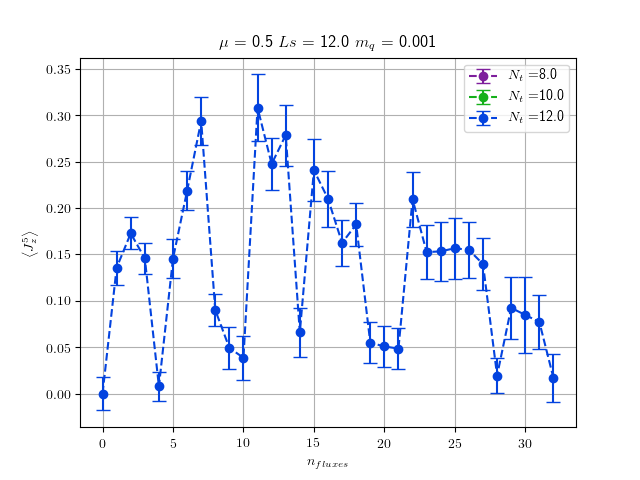 μ = 0.5 Ls = 12.0 m_q = 0.001
N_t =8.0
N_t =10.0
N_t =12.0
⟨J_z^5⟩
0.35
0.30
0.25
0.20
0.15
0.10
0.05
0.00
0 5 10 15 20 25 30
n_fluxes